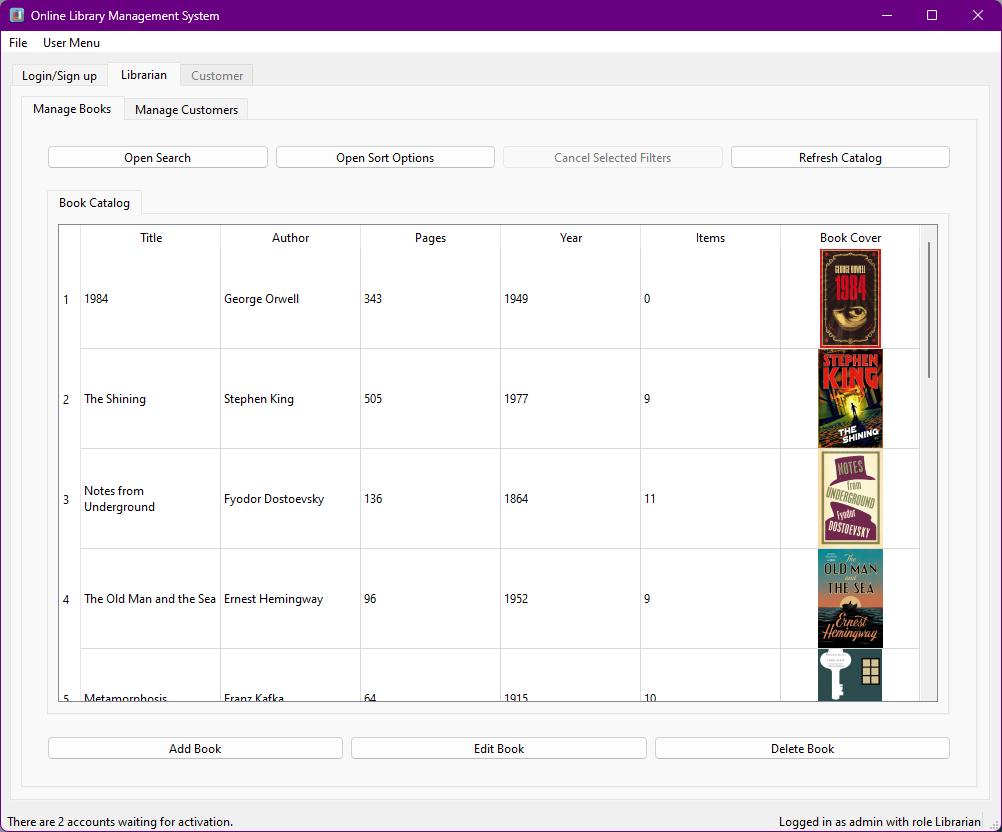 Online Library Management System
File User Menu
Login/Sign up Librarian Customer
Manage Books Manage Customers
Open Search Open Sort Options Cancel Selected Filters Refresh Catalog
Book Catalog
Title Author Pages Year Items Book Cover
1 1984 George Orwell 343 1949 0
GEORGE ORWELL
1984
2 The Shining Stephen King 505 1977 9
STEPHEN
KING
THE
SHINING
3 Notes from
Underground Fyodor Dostoevsky 136 1864 11
NOTES
from
UNDERGROUND
Fyodor
DOSTOEVSKY
4 The Old Man and the Sea Ernest Hemingway 96 1952 9
The
OLD MAN
and
THE SEA
Ernest
Hemingway
5 Metamorphosis Franz Kafka 64 1915 10
Add Book Edit Book Delete Book
There are 2 accounts waiting for activation. Logged in as admin with role Librarian